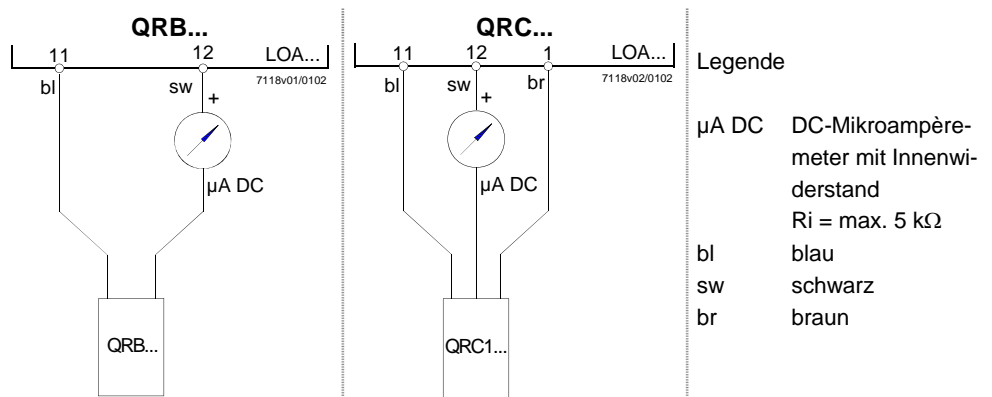 QRB...
11
12
LOA...
7118v01/0102
bl
sw
+
µA DC
QRB...
QRC...
11
12
1
LOA...
7118v02/0102
bl
sw
+
br
µA DC
QRC1...
Legende
µA DC DC-Mikroampère-
meter mit Innenwi-
derstand
Ri = max. 5 kΩ
bl blau
sw schwarz
br braun